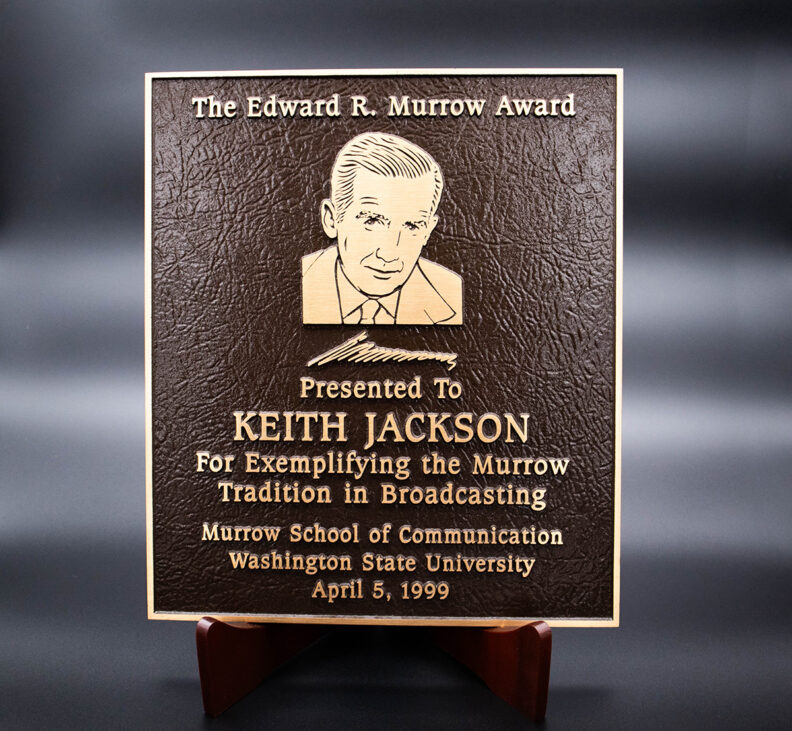 The Edward R. Murrow Award
Presented To
KEITH JACKSON
For Exemplifying the Murrow
Tradition in Broadcasting
Murrow School of Communication
Washington State University
April 5, 1999